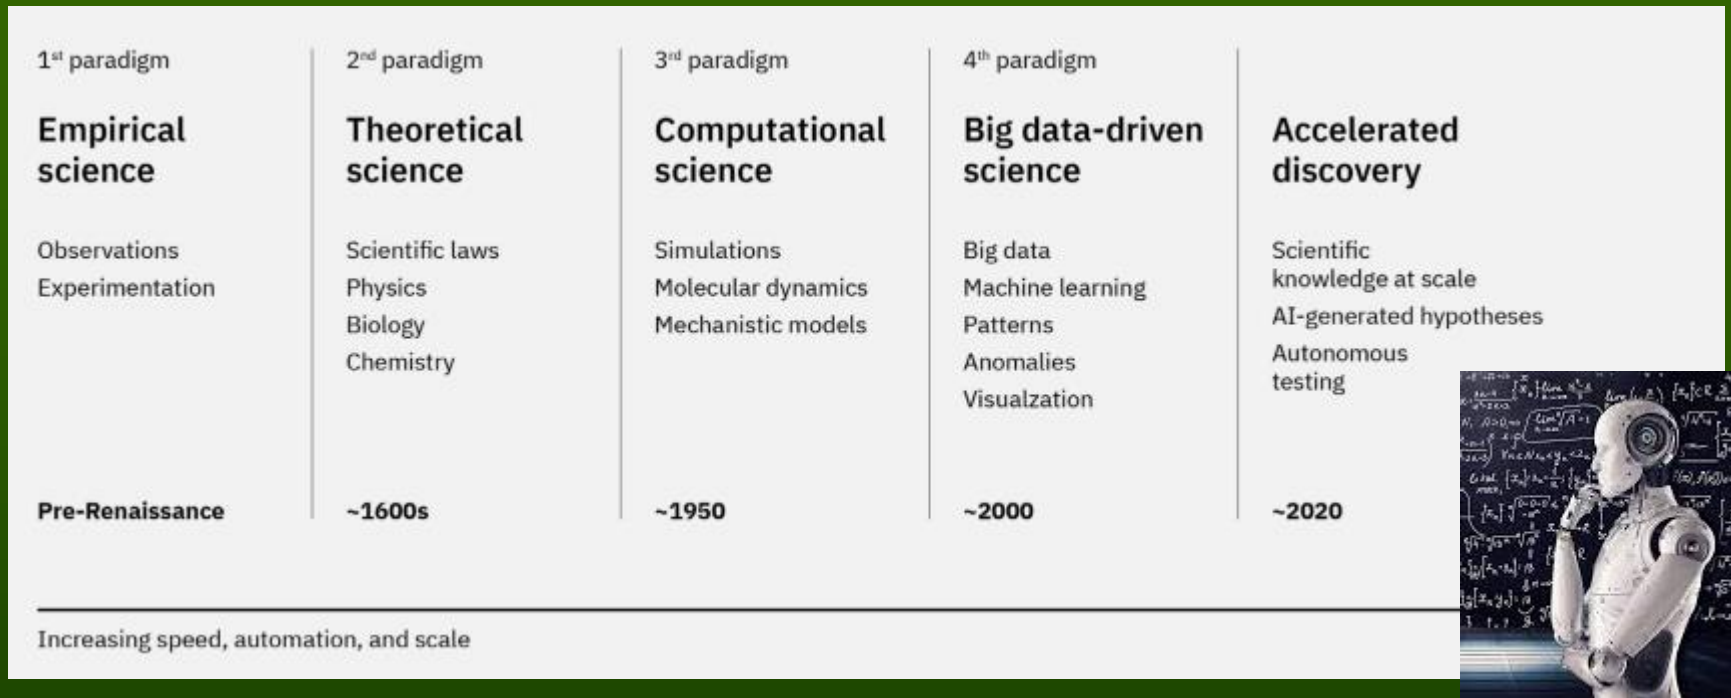 1st paradigm
Empirical
science
Observations
Experimentation
Pre-Renaissance
2nd paradigm
Theoretical
science
Scientific laws
Physics
Biology
Chemistry
~1600s
3rd paradigm
Computational
science
Simulations
Molecular dynamics
Mechanistic models
~1950
4th paradigm
Big data-driven
science
Big data
Machine learning
Patterns
Anomalies
Visualzation
~2000
Accelerated
discovery
Scientific
knowledge at scale
AI-generated hypotheses
Autonomous
testing
~2020
Increasing speed, automation, and scale